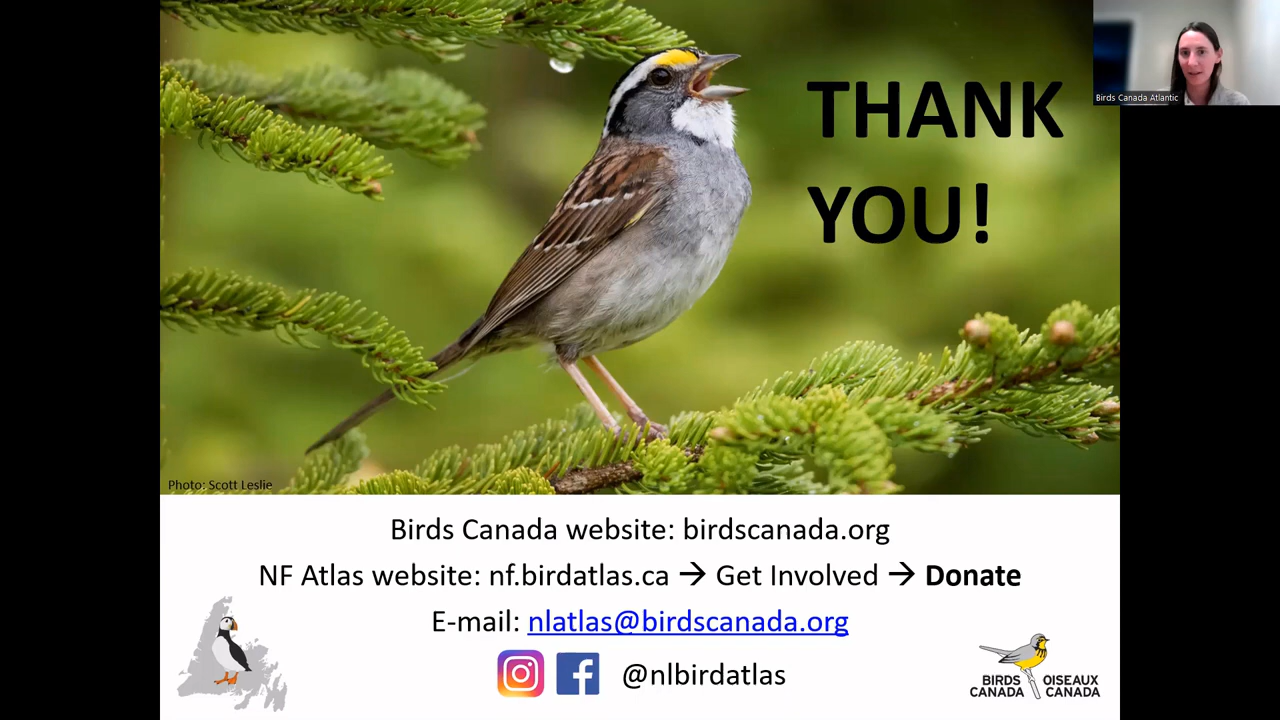 THANK
YOU!
Birds Canada Atlantic
Photo: Scott Leslie
Birds Canada website: birdscanada.org
NF Atlas website: nf.birdatlas.ca → Get Involved → Donate
E-mail: nlatlas@birdscanada.org
@nlbirdatlas
BIRDS CANADA
OISEAUX CANADA